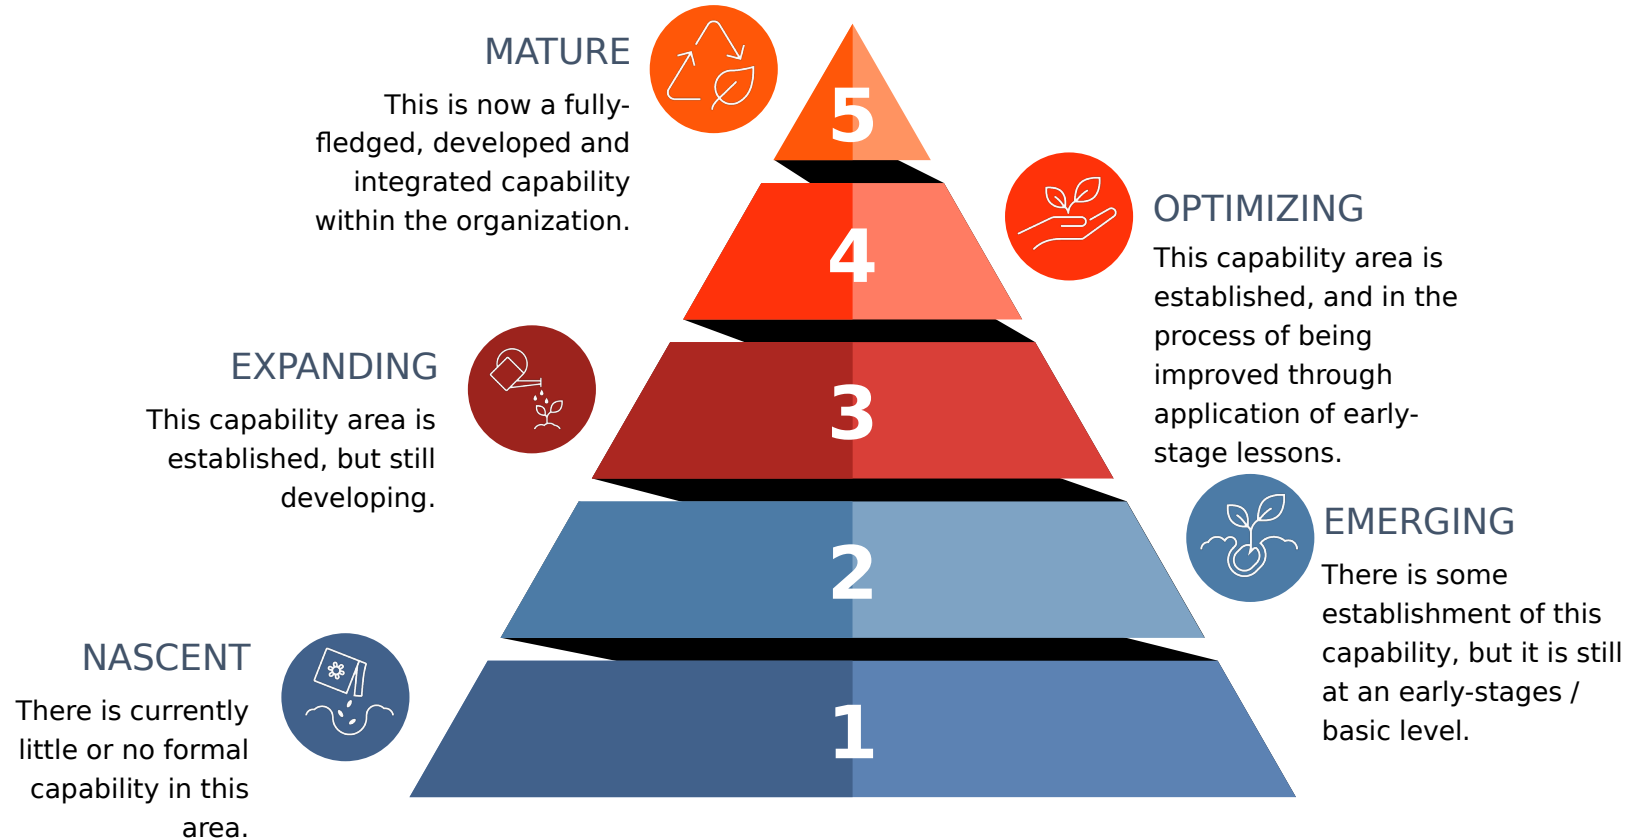 MATURE
This is now a fully-
fledged, developed and
integrated capability
within the organization.
5
OPTIMIZING
This capability area is
established, and in the
process of being
improved through
application of early-
stage lessons.
4
EXPANDING
This capability area is
established, but still
developing.
3
EMERGING
There is some
establishment of this
capability, but it is still
at an early-stages /
basic level.
2
NASCENT
There is currently
little or no formal
capability in this
area.
1